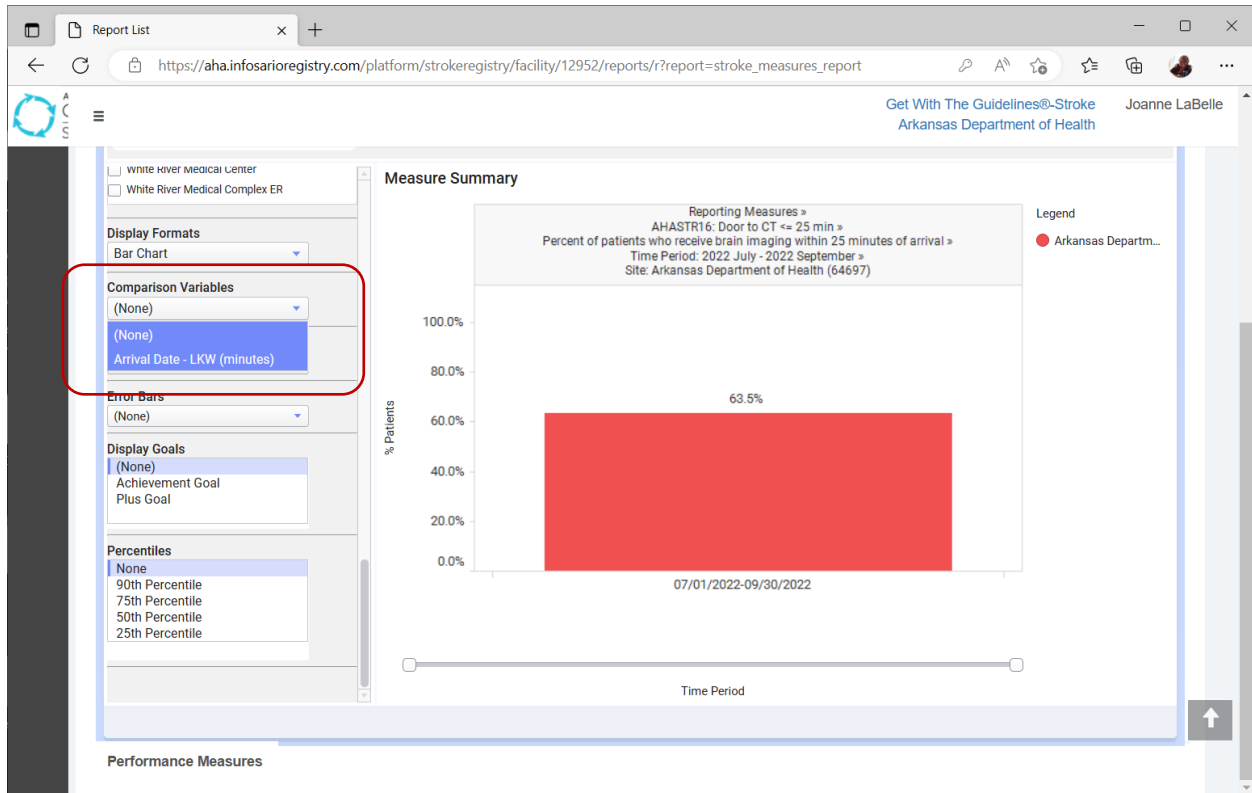 Report List
https://aha.infosarioregistry.com/platform/strokeregistry/facility/12952/reports/r?report=stroke_measures_report
Get With The Guidelines®-Stroke
Arkansas Department of Health
Joanne LaBelle
White River Medical Center
White River Medical Complex ER
Display Formats
Bar Chart
Comparison Variables
(None)
(None)
Arrival Date - LKW (minutes)
Error Bars
(None)
Display Goals
(None)
Achievement Goal
Plus Goal
Percentiles
None
90th Percentile
75th Percentile
50th Percentile
25th Percentile
Measure Summary
Reporting Measures »
AHASTR16: Door to CT <= 25 min »
Percent of patients who receive brain imaging within 25 minutes of arrival »
Time Period: 2022 July - 2022 September »
Site: Arkansas Department of Health (64697)
Legend
Arkansas Departm...
% Patients
100.0%
80.0%
60.0%
40.0%
20.0%
0.0%
63.5%
07/01/2022-09/30/2022
Time Period
Performance Measures